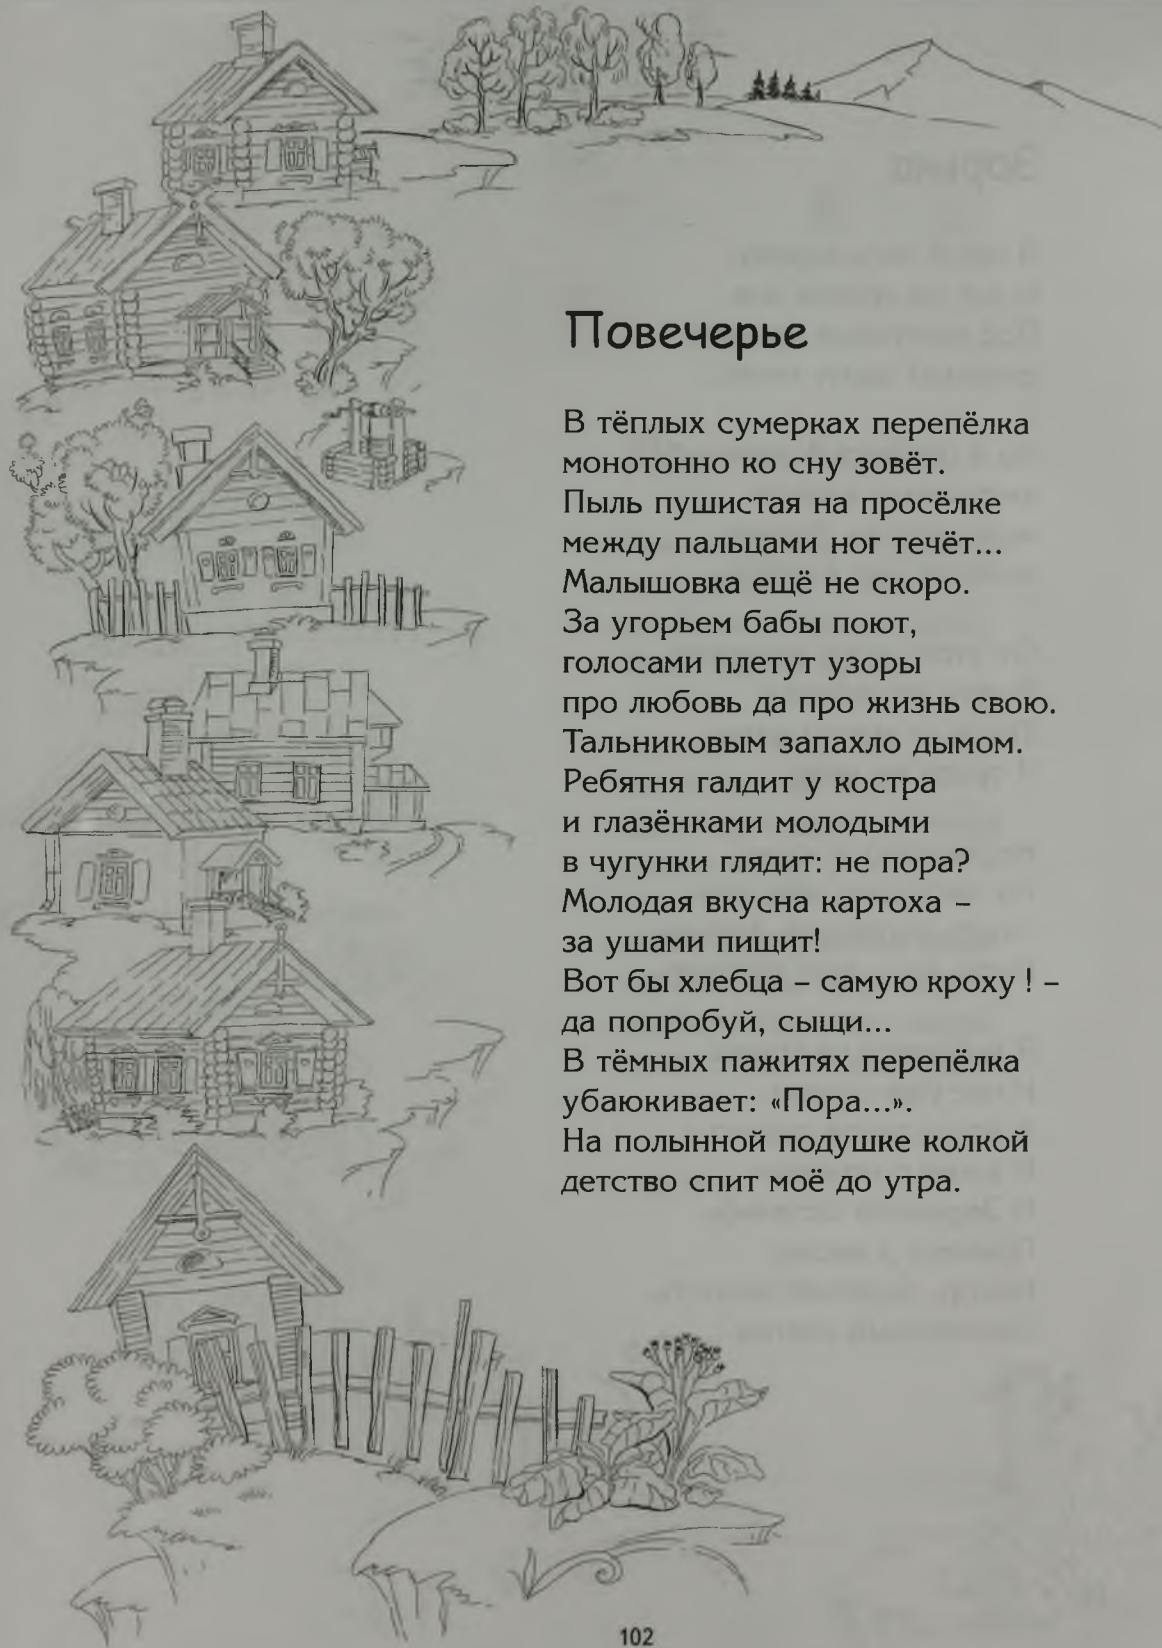 Повечерье
В тёплых сумерках перепёлка
монотонно ко сну зовёт.
Пыль пушистая на просёлке
между пальцами ног течёт...
Малышовка ещё не скоро.
За угорьем бабы поют,
голосами плетут узоры
про любовь да про жизнь свою.
Тальниковым запахло дымом.
Ребятня галдит у костра
и глазёнками молодыми
в чугунки глядит: не пора?
Молодая вкусна картоха –
за ушами пищит!
Вот бы хлебца – самую кроху ! –
да попробуй, сыщи...
В тёмных пажитях перепёлка
убаюкивает: «Пора...».
На полынной подушке колкой
детство спит моё до утра.
102